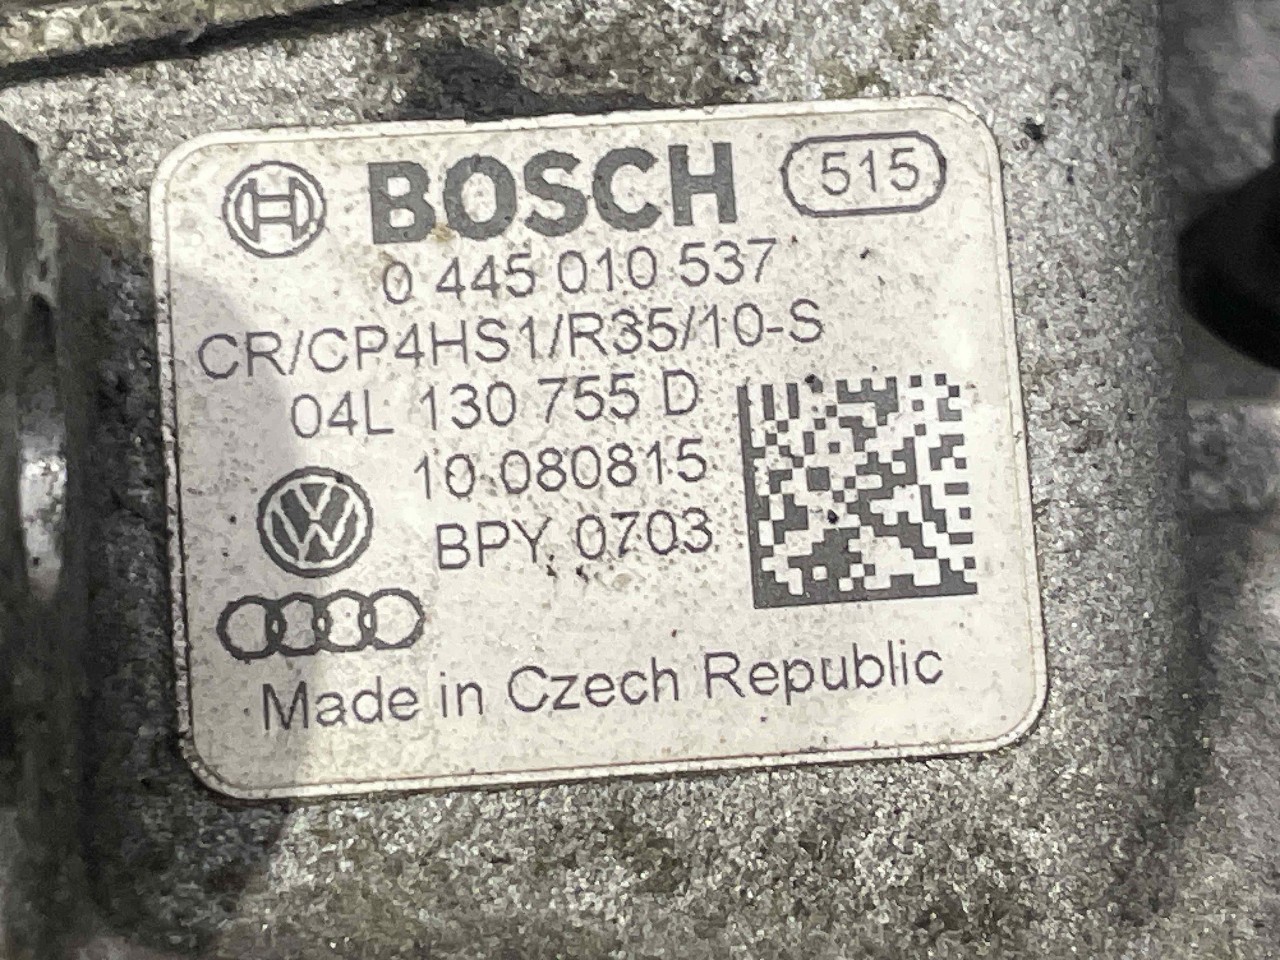 BOSCH 515
0 445 010 537
CR/CP4HS1/R35/10-S
04L 130 755 D
10 080815
BPY 0703
Made in Czech Republic